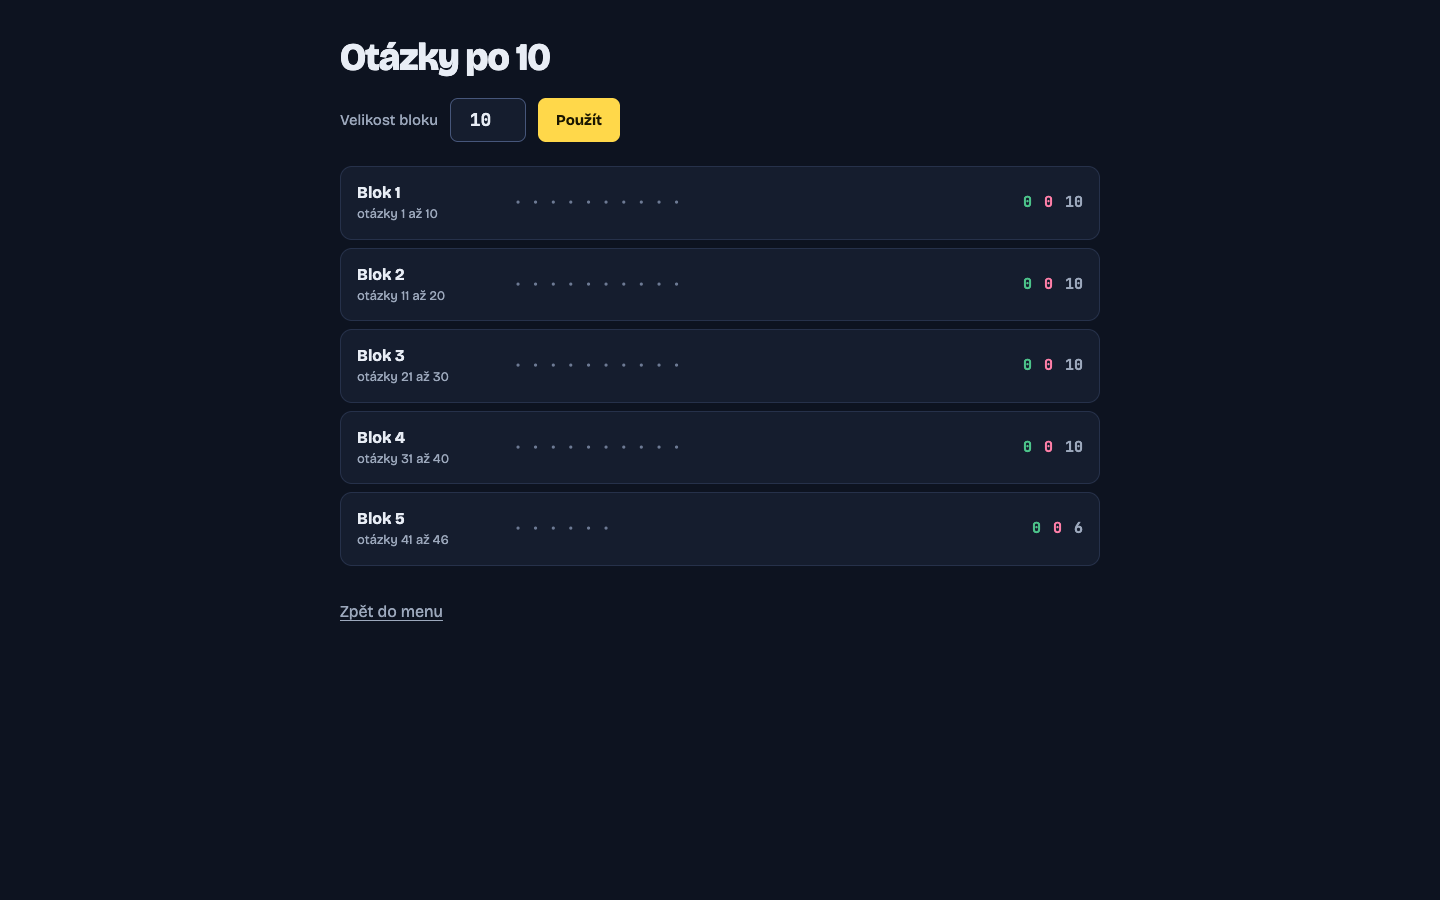 Otázky po 10
Velikost bloku 10 Použít
Blok 1
otázky 1 až 10
0 0 10
Blok 2
otázky 11 až 20
0 0 10
Blok 3
otázky 21 až 30
0 0 10
Blok 4
otázky 31 až 40
0 0 10
Blok 5
otázky 41 až 46
0 0 6
Zpět do menu